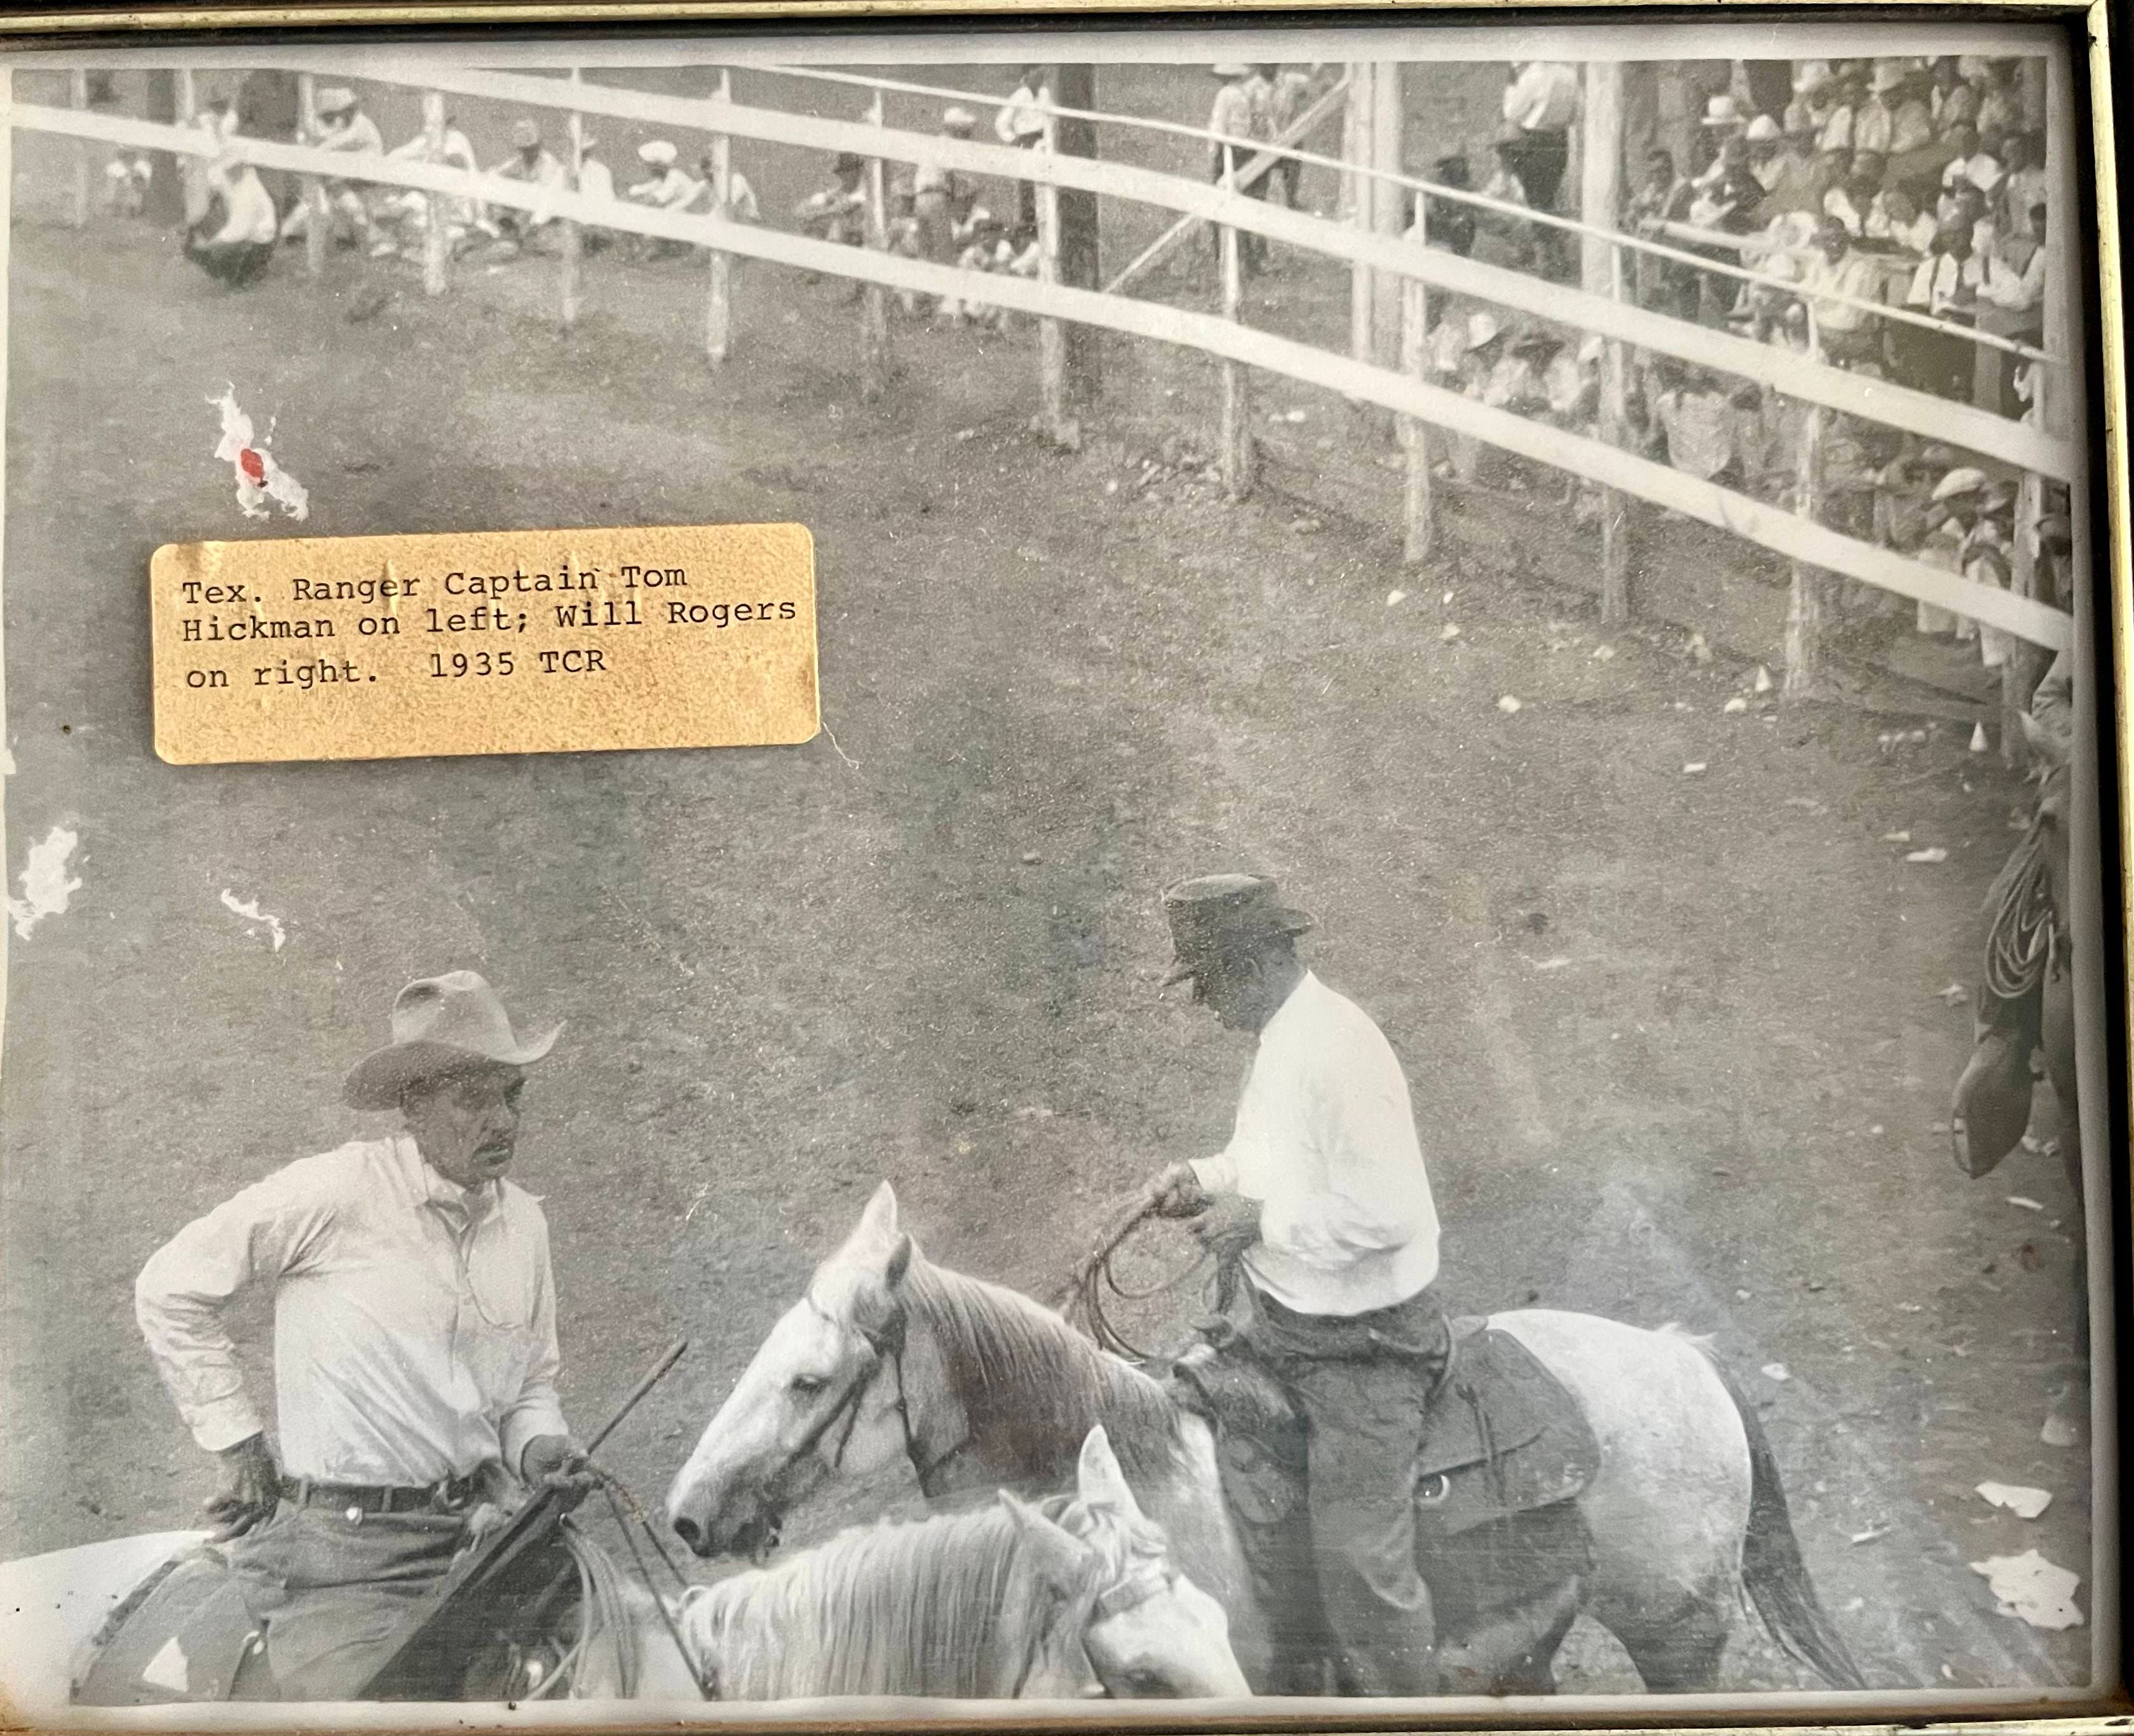 Tex. Ranger Captain Tom
Hickman on left; Will Rogers
on right. 1935 TCR